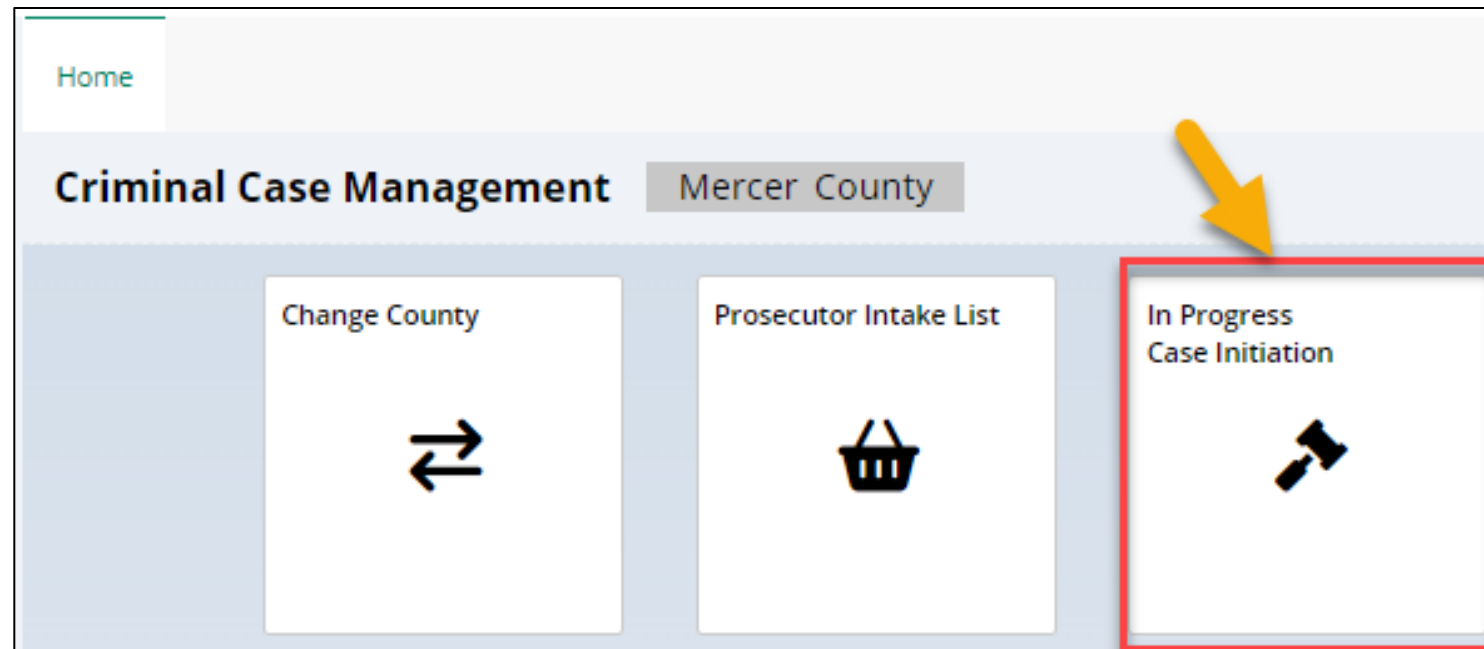 Home
Criminal Case Management Mercer County
Change County
Prosecutor Intake List
In Progress
Case Initiation